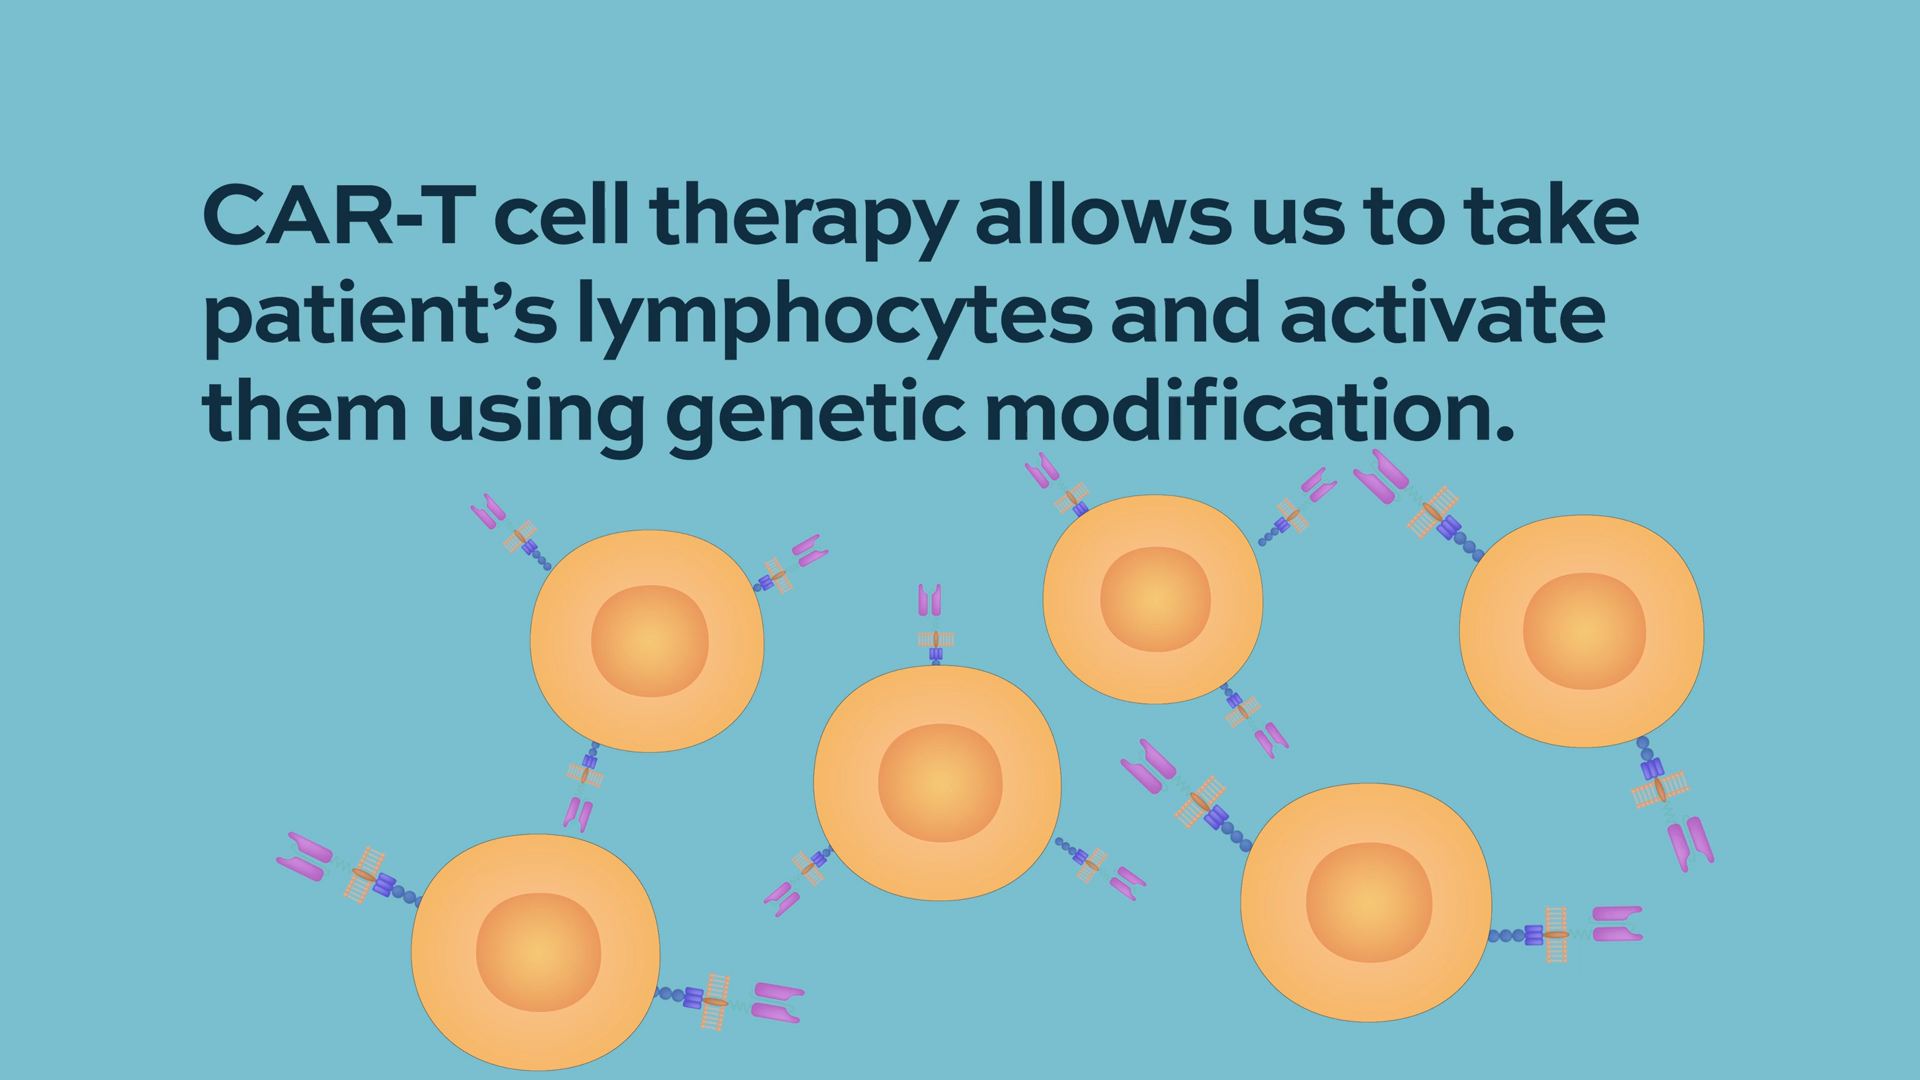 CAR-T cell therapy allows us to take
patient’s lymphocytes and activate
them using genetic modification.